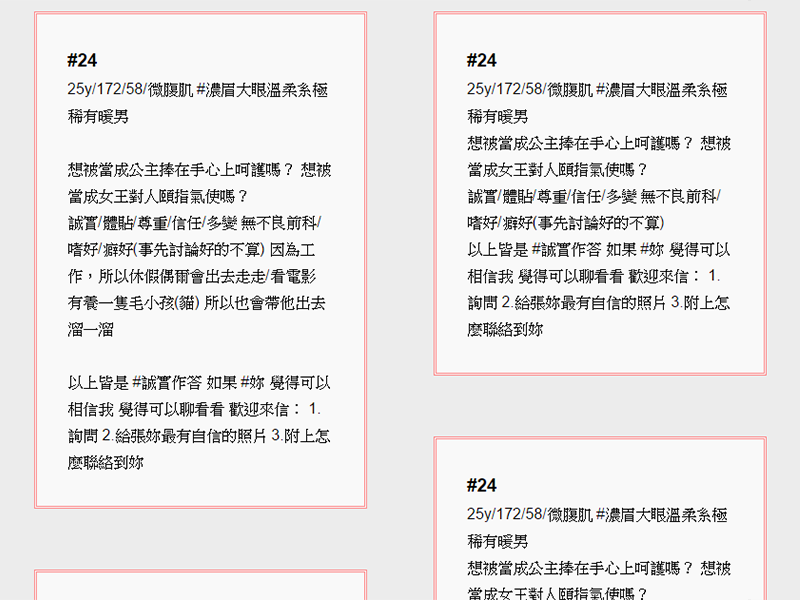 #24
25y/172/58/微腹肌 #濃眉大眼溫柔系極
稀有暖男
想被當成公主捧在手心上呵護嗎？ 想被
當成女王對人頤指氣使嗎？
誠實/體貼/尊重/信任/多變 無不良前科/
嗜好/癖好(事先討論好的不算) 因為工
作，所以休假偶爾會出去走走/看電影
有養一隻毛小孩(貓) 所以也會帶他出去
溜一溜
以上皆是 #誠實作答 如果 #妳 覺得可以
相信我 覺得可以聊看看 歡迎來信： 1.
詢問 2.給張妳最有自信的照片 3.附上怎
麼聯絡到妳
#24
25y/172/58/微腹肌 #濃眉大眼溫柔系極
稀有暖男
想被當成公主捧在手心上呵護嗎？ 想被
當成女王對人頤指氣使嗎？
誠實/體貼/尊重/信任/多變 無不良前科/
嗜好/癖好(事先討論好的不算)
以上皆是 #誠實作答 如果 #妳 覺得可以
相信我 覺得可以聊看看 歡迎來信： 1.
詢問 2.給張妳最有自信的照片 3.附上怎
麼聯絡到妳
#24
25y/172/58/微腹肌 #濃眉大眼溫柔系極
稀有暖男
想被當成公主捧在手心上呵護嗎？ 想被
當成女王對人頤指氣使嗎？